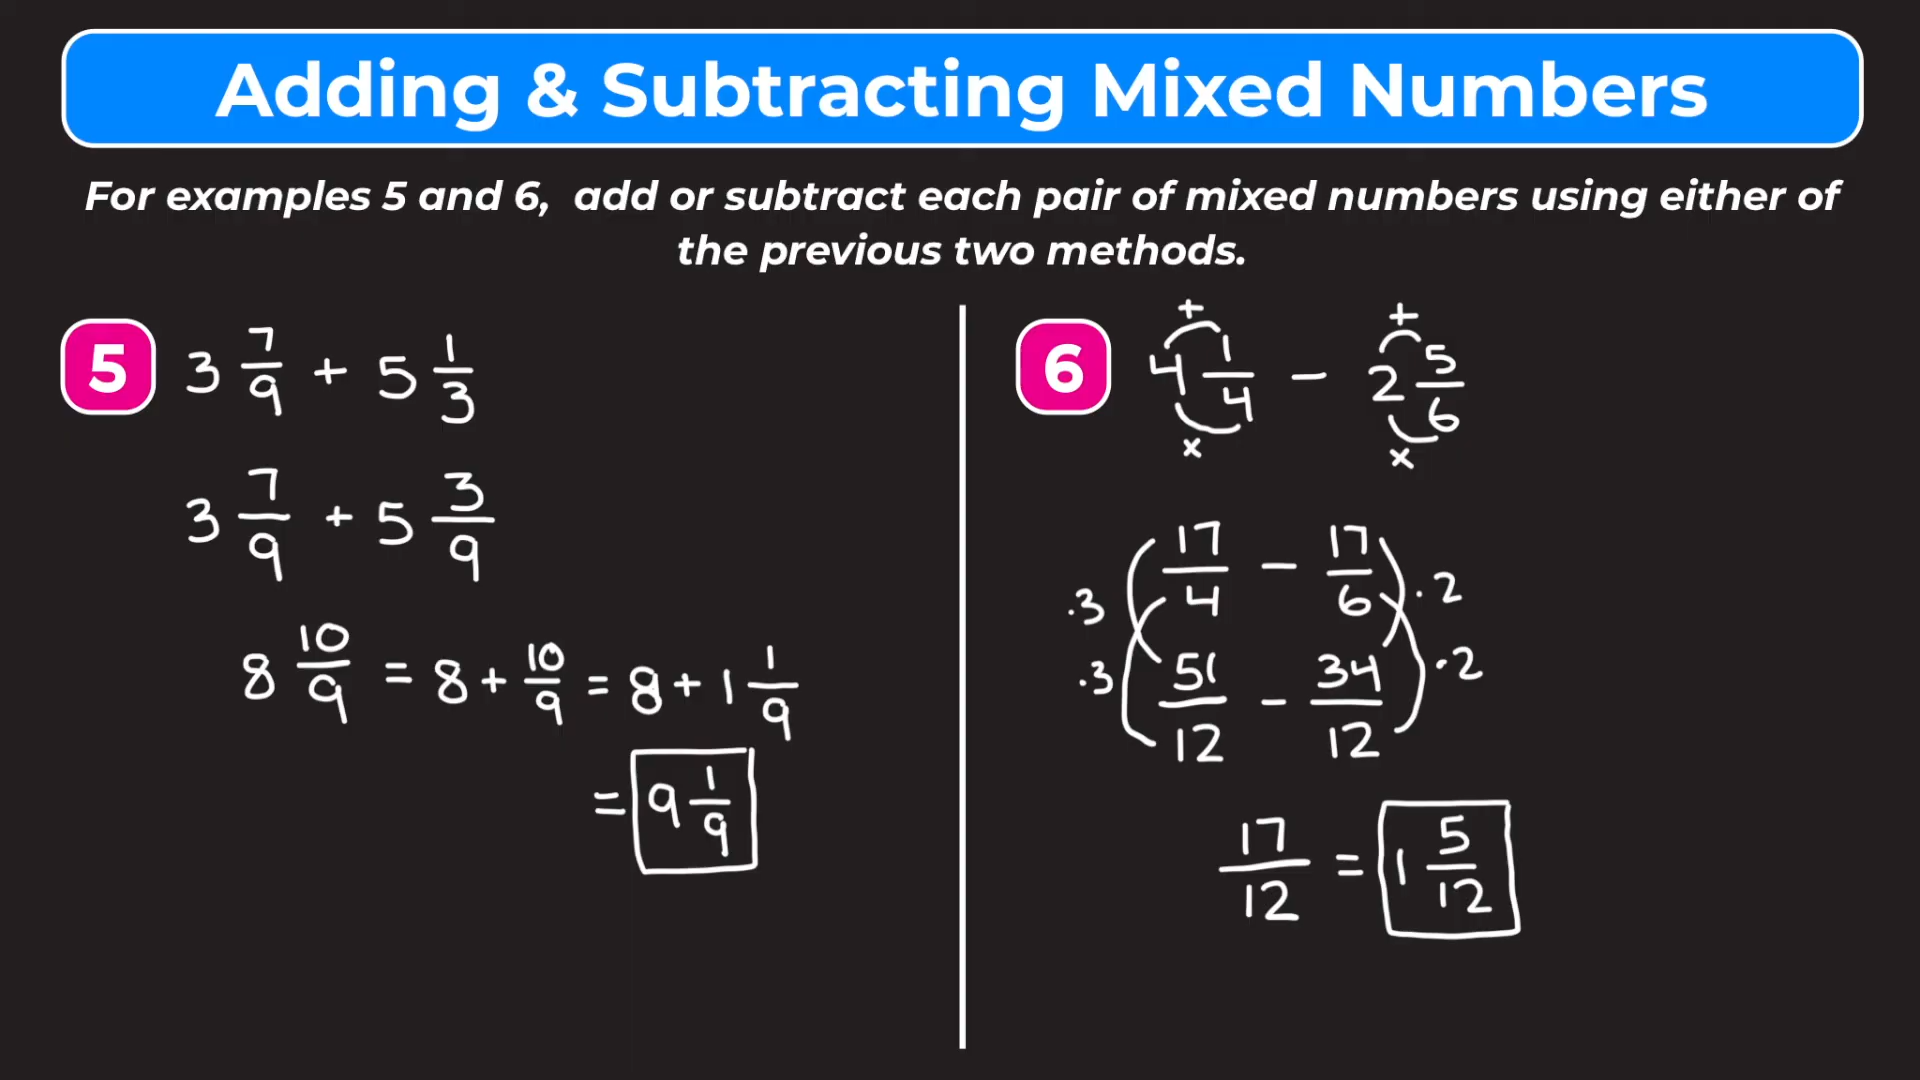 Adding & Subtracting Mixed Numbers
For examples 5 and 6, add or subtract each pair of mixed numbers using either of
the previous two methods.
5
3 7/9 + 5 1/3
3 7/9 + 5 3/9
8 10/9 = 8 + 10/9 = 8 + 1 1/9
= 9 1/9
6
+ +
4 1/4 − 2 5/6
x x
17/4 − 17/6
·3 ·2
·3 ·2
51/12 − 34/12
17/12 = 1 5/12